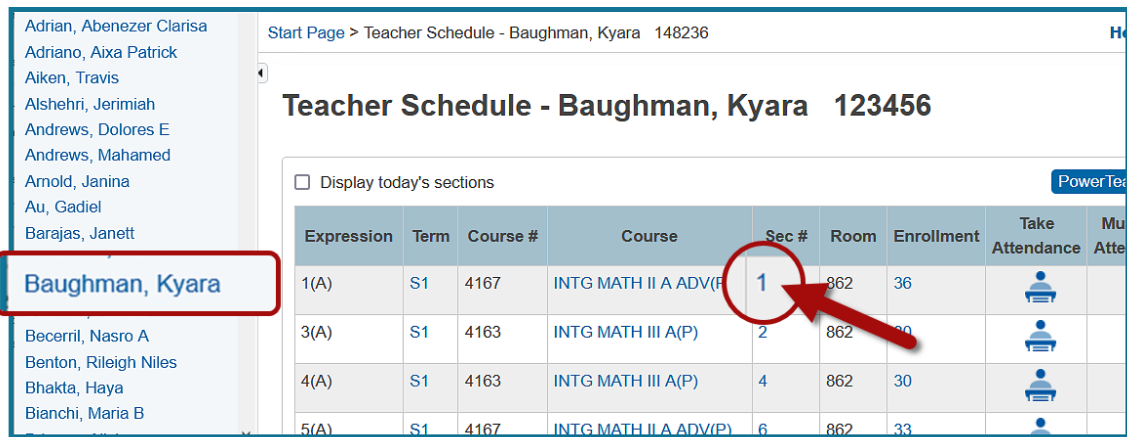 Adrian, Abenezer Clarisa
Adriano, Aixa Patrick
Aiken, Travis
Alshehri, Jerimiah
Andrews, Dolores E
Andrews, Mahamed
Arnold, Janina
Au, Gadiel
Barajas, Janett
Baughman, Kyara
Becerril, Nasro A
Benton, Rileigh Niles
Bhakta, Haya
Bianchi, Maria B
Start Page > Teacher Schedule - Baughman, Kyara 148236
Teacher Schedule - Baughman, Kyara 123456
Display today's sections
Expression Term Course # Course Sec # Room Enrollment Take Attendance
1(A) S1 4167 INTG MATH II A ADV(P 1 862 36
3(A) S1 4163 INTG MATH III A(P) 2 862
4(A) S1 4163 INTG MATH III A(P) 4 862 30
5(A) S1 4167 INTG MATH II A ADV(P) 6 862 33